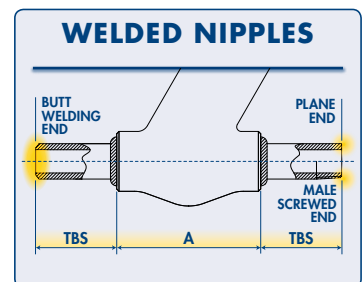 WELDED NIPPLES
BUTT
WELDING
END
PLANE
END
MALE
SCREWED
END
TBS
A
TBS